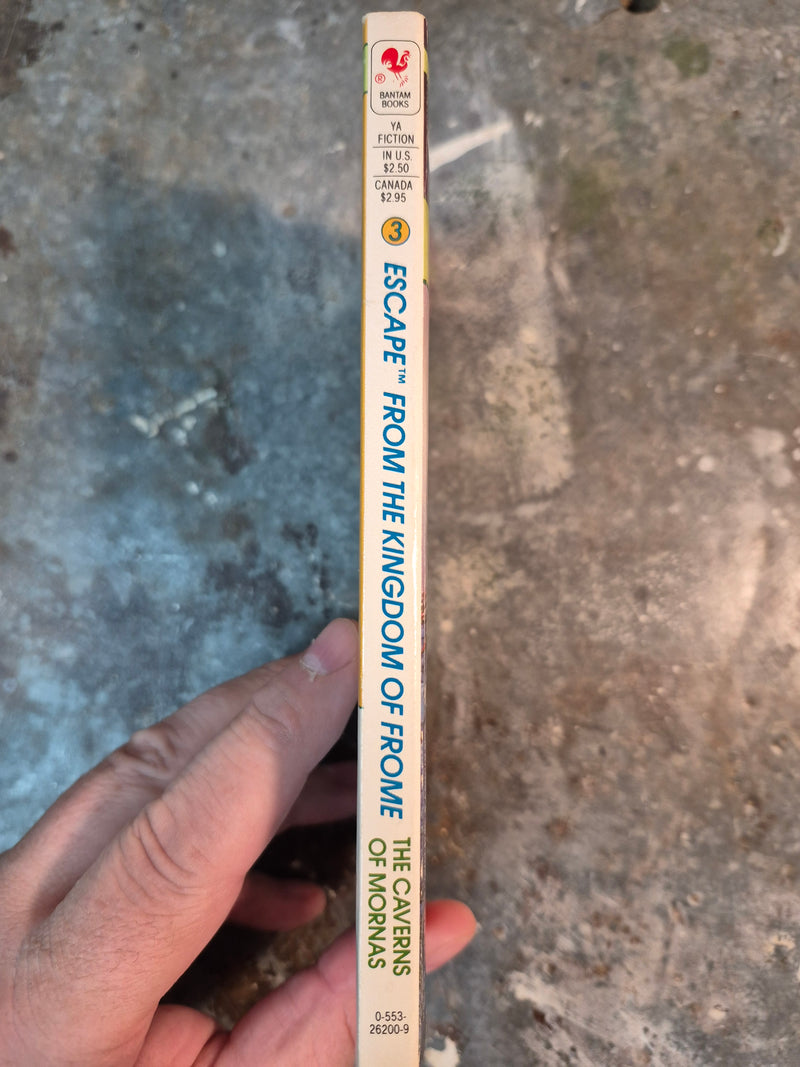 ®
BANTAM
BOOKS
YA
FICTION
IN U.S.
$2.50
CANADA
$2.95
3
ESCAPE™ FROM THE KINGDOM OF FROME
THE CAVERNS
OF MORNAS
0-553-
26200-9